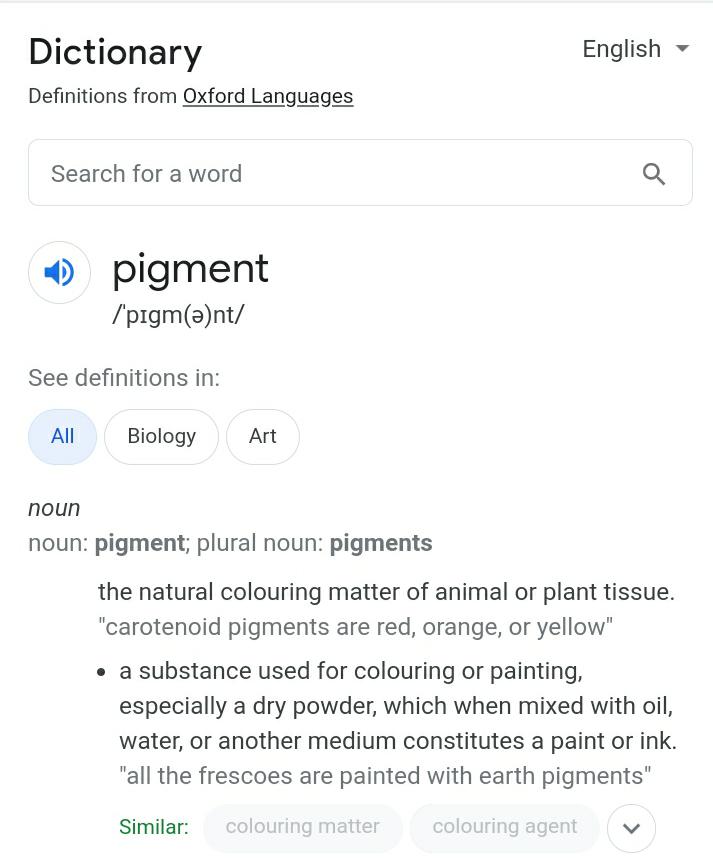 Dictionary
English
Definitions from Oxford Languages
Search for a word
pigment
/ˈpɪɡm(ə)nt/
See definitions in:
All
Biology
Art
noun
noun: pigment; plural noun: pigments
the natural colouring matter of animal or plant tissue.
"carotenoid pigments are red, orange, or yellow"
• a substance used for colouring or painting,
especially a dry powder, which when mixed with oil,
water, or another medium constitutes a paint or ink.
"all the frescoes are painted with earth pigments"
Similar: colouring matter colouring agent